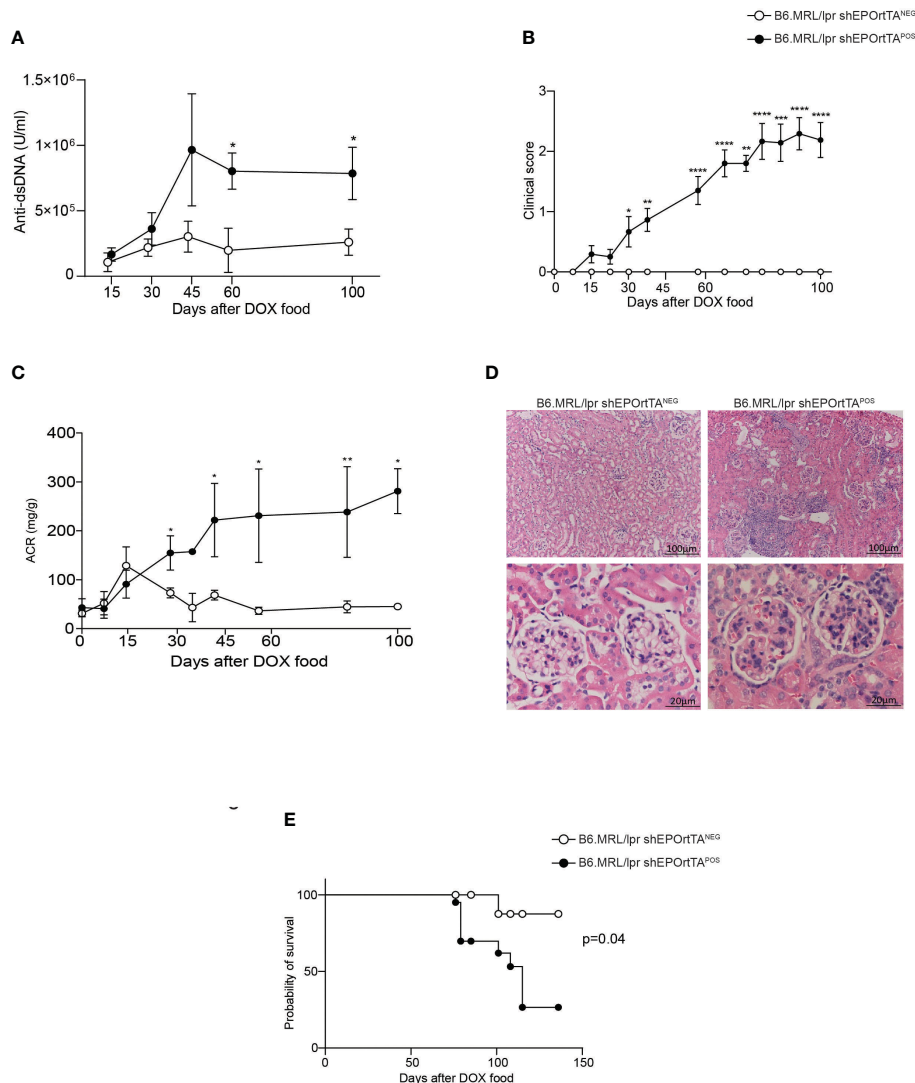 B6.MRL/lpr shEPOrtTANEG
B6.MRL/lpr shEPOrtTAPOS
A
1.5×10⁶
1×10⁶
5×10⁵
0
Anti-dsDNA (U/ml)
*
*
15 30 45 60 100
Days after DOX food
B
3
2
1
0
Clinical score
* ** **** **** ** **** *** **** ****
0 15 30 45 60 75 100
Days after DOX food
C
400
300
200
100
0
ACR (mg/g)
* * * ** *
0 15 30 45 60 100
Days after DOX food
D
B6.MRL/lpr shEPOrtTANEG
B6.MRL/lpr shEPOrtTAPOS
100μm
100μm
20μm
20μm
E
B6.MRL/lpr shEPOrtTANEG
B6.MRL/lpr shEPOrtTAPOS
100
50
0
Probability of survival
p=0.04
0 50 100 150
Days after DOX food